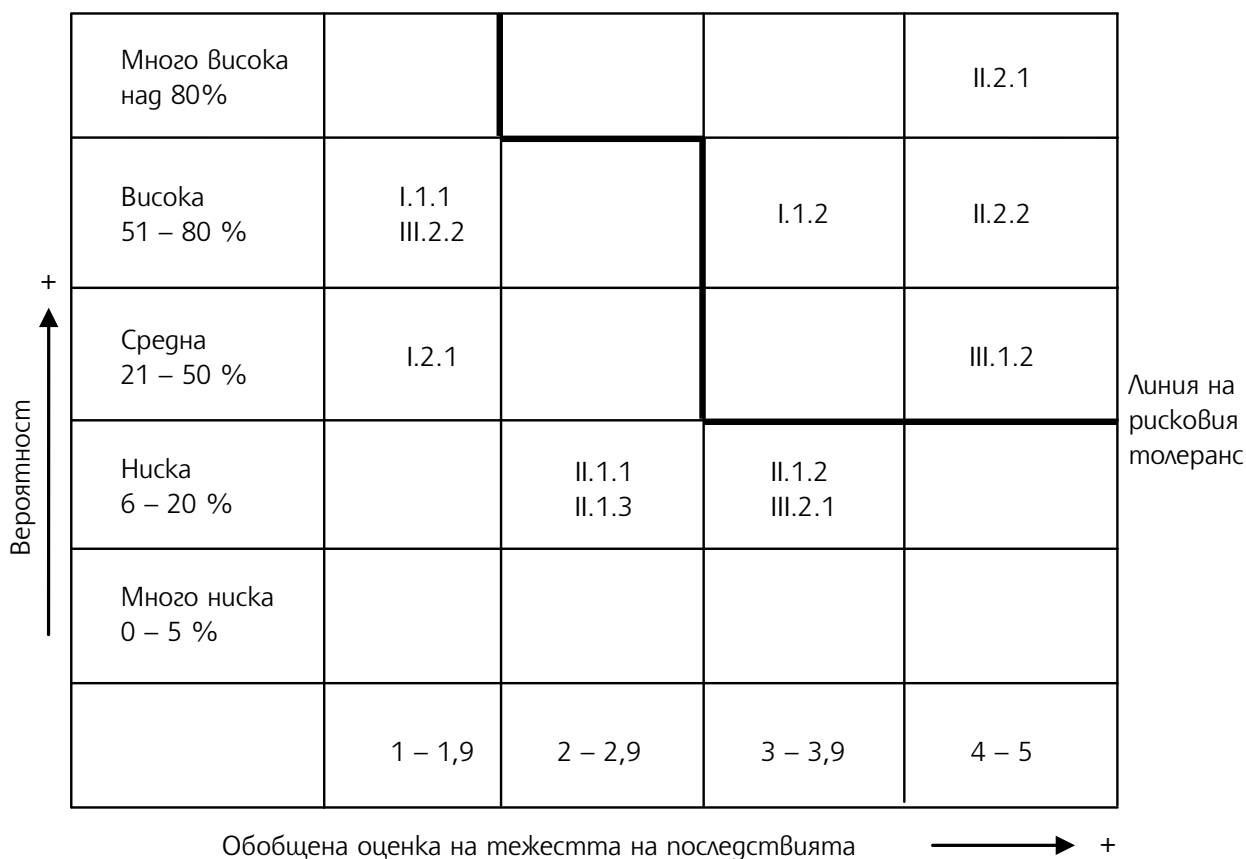 Много висока
над 80%
II.2.1
Висока
51 – 80 %
I.1.1
III.2.2
I.1.2
II.2.2
+
Средна
21 – 50 %
I.2.1
III.1.2
Линия на
рисковия
толеранс
Вероятност
Ниска
6 – 20 %
II.1.1
II.1.3
II.1.2
III.2.1
Много ниска
0 – 5 %
1 – 1,9
2 – 2,9
3 – 3,9
4 – 5
Обобщена оценка на тежестта на последствията
+